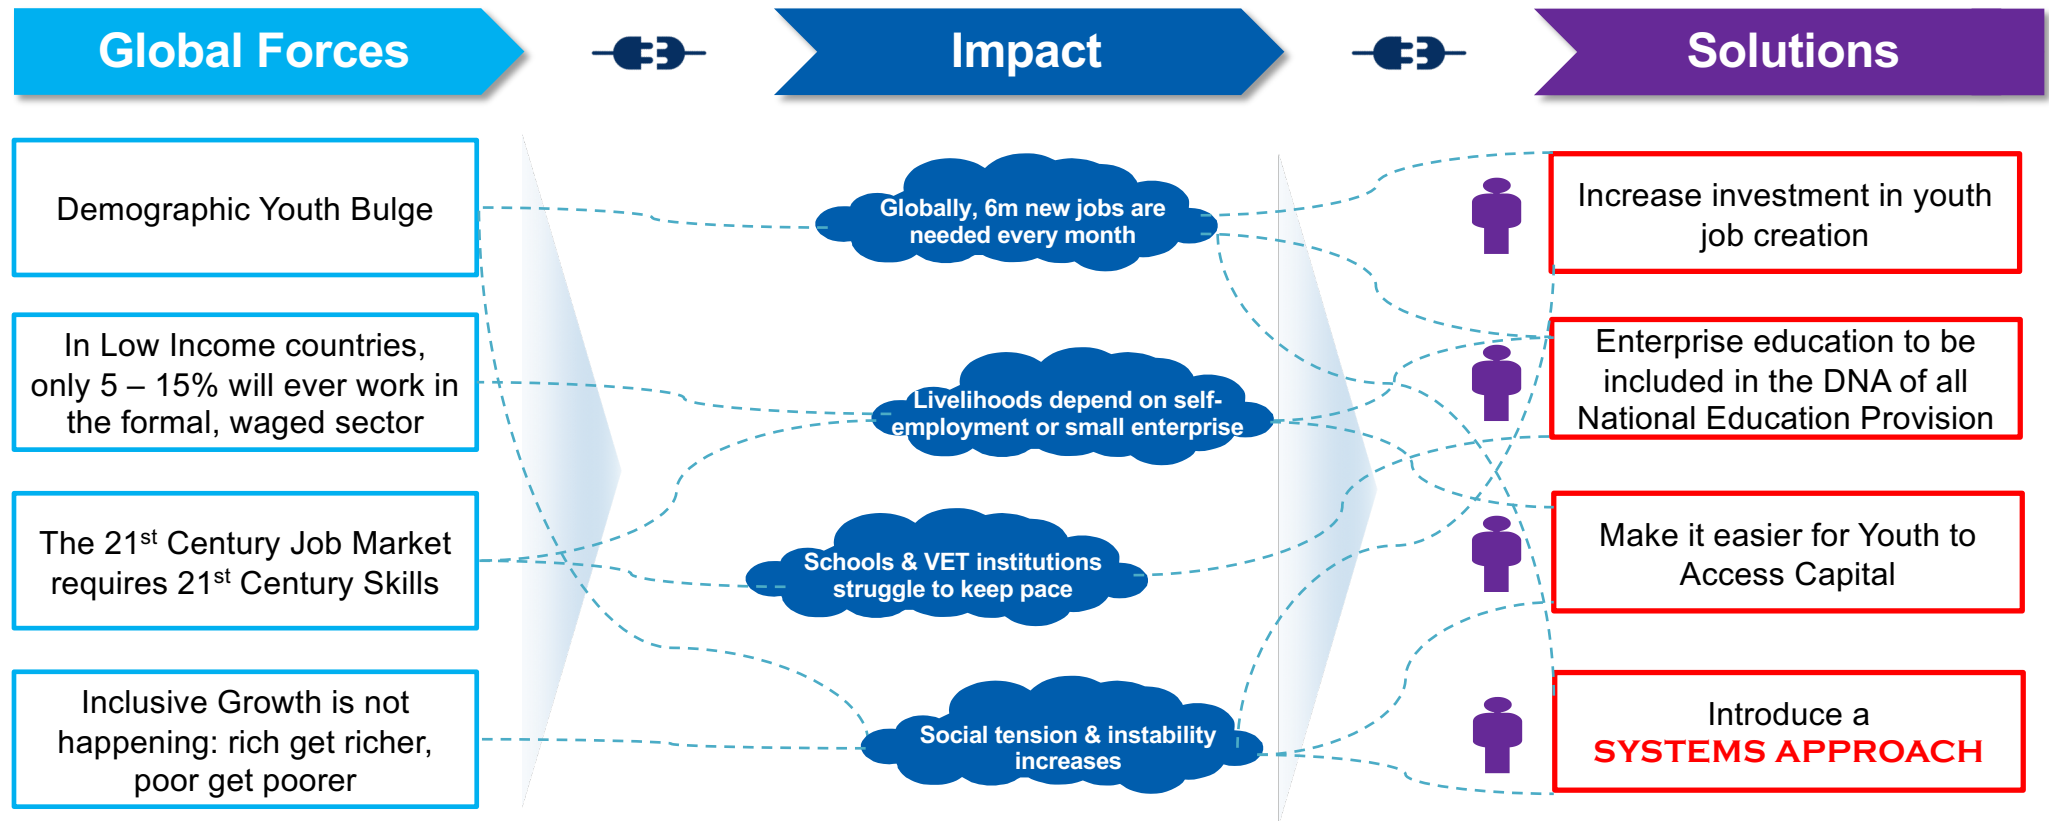 Global Forces
Impact
Solutions
Demographic Youth Bulge
In Low Income countries,
only 5 – 15% will ever work in
the formal, waged sector
The 21st Century Job Market
requires 21st Century Skills
Inclusive Growth is not
happening: rich get richer,
poor get poorer
Globally, 6m new jobs are
needed every month
Livelihoods depend on self-
employment or small enterprise
Schools & VET institutions
struggle to keep pace
Social tension & instability
increases
Increase investment in youth
job creation
Enterprise education to be
included in the DNA of all
National Education Provision
Make it easier for Youth to
Access Capital
Introduce a
SYSTEMS APPROACH